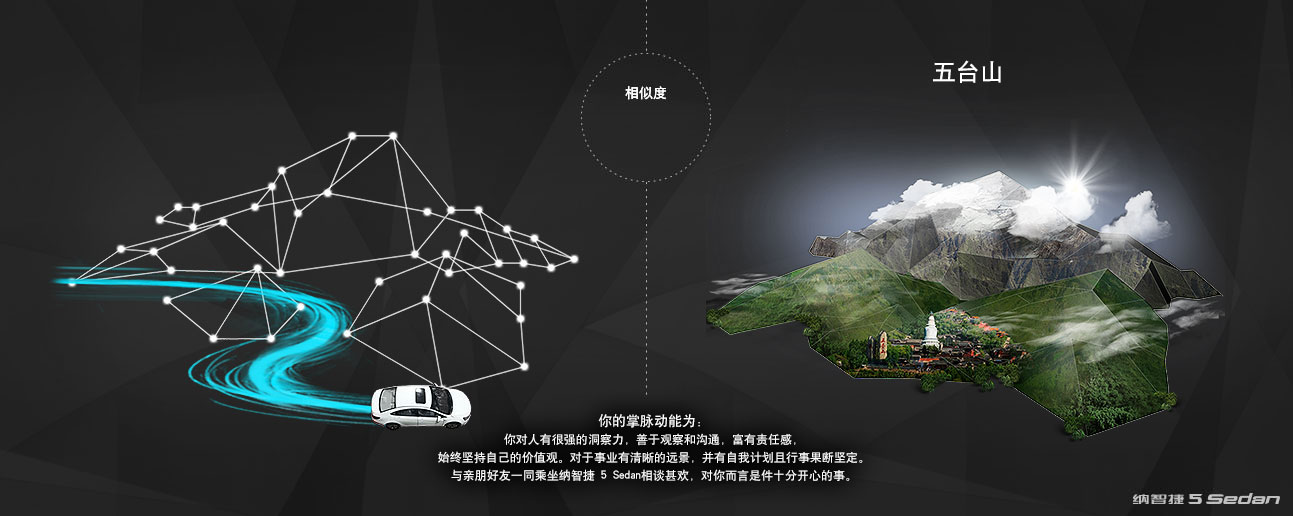 相似度
五台山
你的掌脉动能为：
你对人有很强的洞察力，善于观察和沟通，富有责任感，
始终坚持自己的价值观。对于事业有清晰的远景，并有自我计划且行事果断坚定。
与亲朋好友一同乘坐纳智捷 5 Sedan相谈甚欢，对你而言是件十分开心的事。
纳智捷 5 Sedan